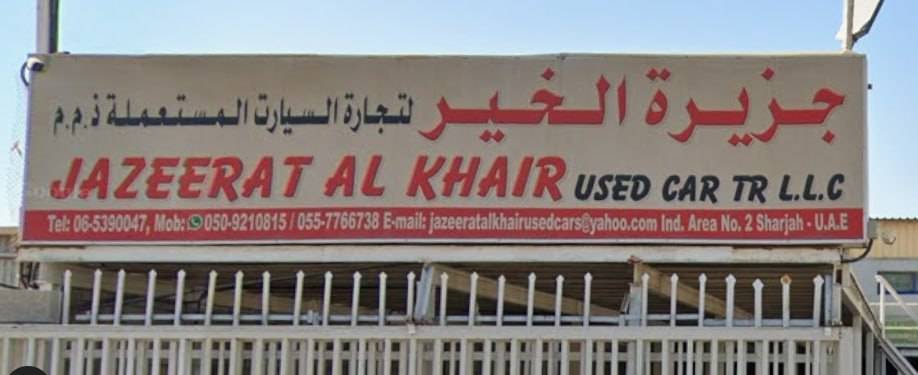 جزيرة الخير لتجارة السيارت المستعملة ذ.م.م
JAZEERAT AL KHAIR USED CAR TR L.L.C
Tel: 06-5390047, Mob: 050-9210815 / 055-7766738 E-mail: jazeeratalkhairusedcars@yahoo.com Ind. Area No. 2 Sharjah - U.A.E